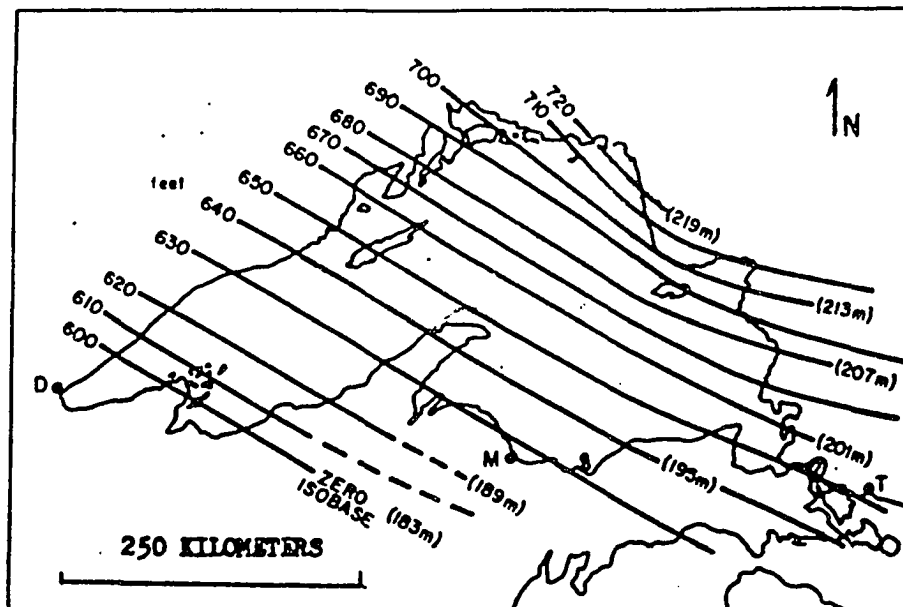 700
690
680
670
660
650
640
630
620
610
600
720
710
N
feet
D
M
T
(219m)
(213m)
(207m)
(201m)
(195m)
(189m)
(183m)
ZERO
ISOBASE
250 KILOMETERS